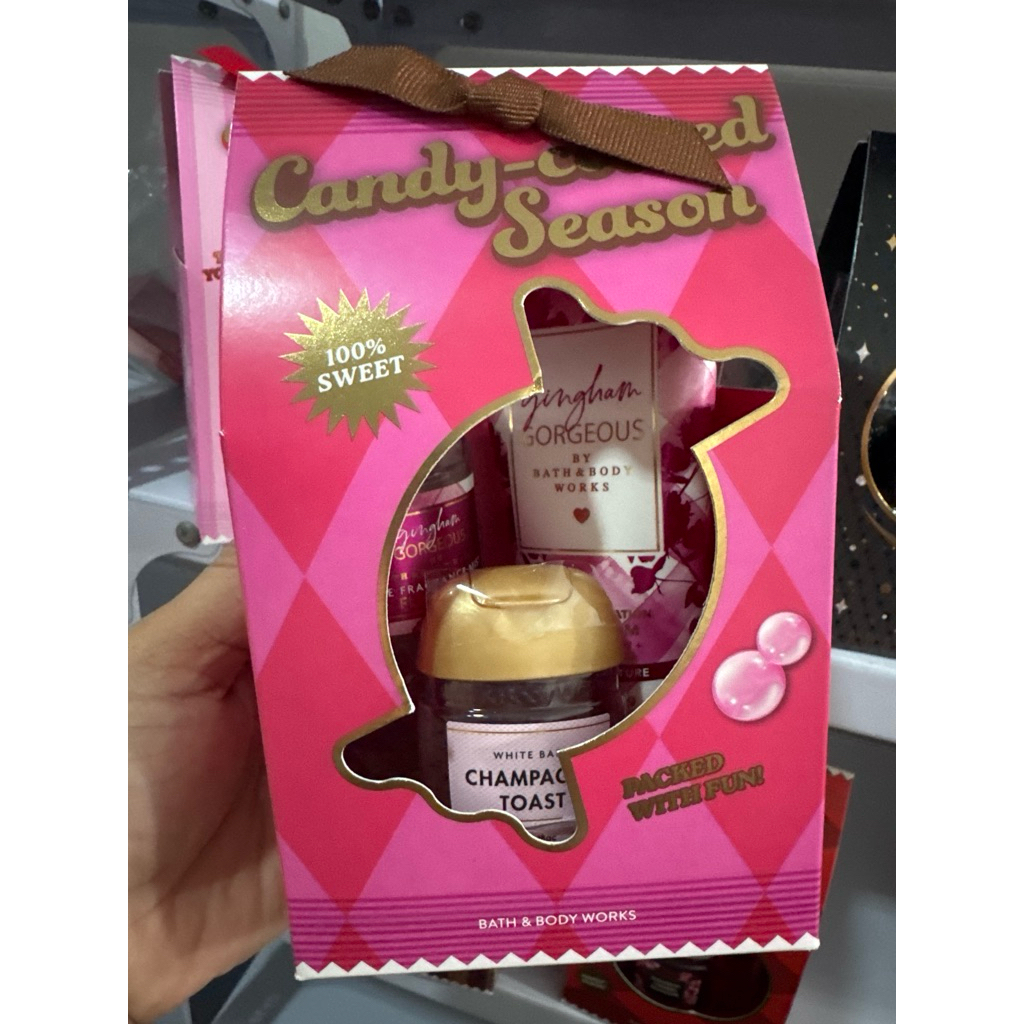 Candy-coated
Season
100%
SWEET
gingham
GORGEOUS
BY
BATH & BODY
WORKS
gingham
GORGEOUS
WHITE BA
CHAMPAG
TOAST
PACKED
WITH FUN!
BATH & BODY WORKS